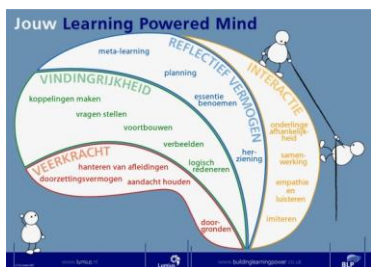 Jouw Learning Powered Mind
meta-learning
REFLECTIEF VERMOGEN
planning
essentie
benoemen
her-
ziening
INTERACTIE
onderlinge
afhankelijk-
heid
samen-
werking
empathie
en
luisteren
imiteren
VINDINGRIJKHEID
koppelingen maken
vragen stellen
voortbouwen
verbeelden
logisch
redeneren
VEERKRACHT
hanteren van afleidingen
doorzettingsvermogen
aandacht houden
door-
gronden
www.lumius.nl
Lumius
www.buildinglearningpower.co.uk
BLP